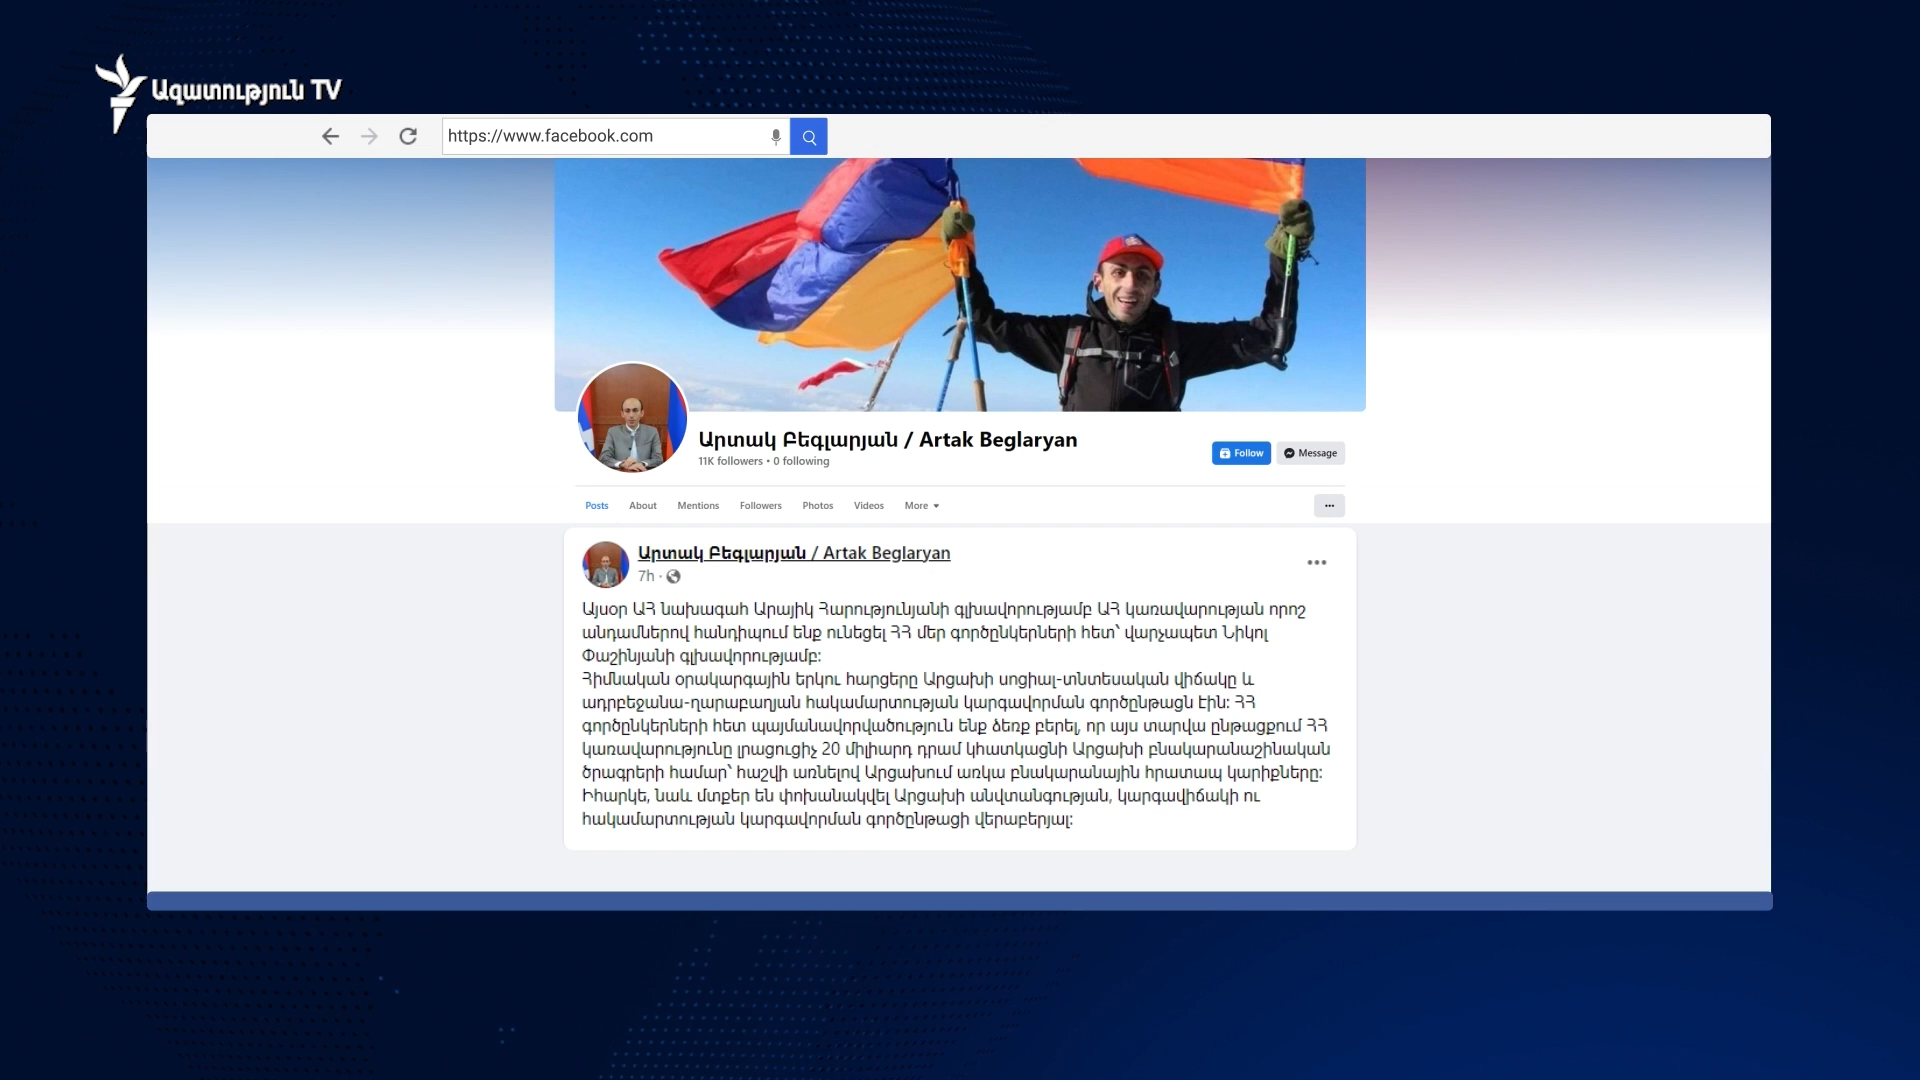 Ազատություն TV
https://www.facebook.com
Արտակ Բեգլարյան / Artak Beglaryan
11K followers • 0 following
Follow
Message
Posts About Mentions Followers Photos Videos More
Արտակ Բեգլարյան / Artak Beglaryan
7h ·
Այսօր ԱՀ նախագահ Արայիկ Հարությունյանի գլխավորությամբ ԱՀ կառավարության որոշ
անդամներով հանդիպում ենք ունեցել ՀՀ մեր գործընկերների հետ՝ վարչապետ Նիկոլ
Փաշինյանի գլխավորությամբ:
Հիմնական օրակարգային երկու հարցերը Արցախի սոցիալ-տնտեսական վիճակը և
ադրբեջանա-ղարաբաղյան հակամարտության կարգավորման գործընթացն էին: ՀՀ
գործընկերների հետ պայմանավորվածություն ենք ձեռք բերել, որ այս տարվա ընթացքում ՀՀ
կառավարությունը լրացուցիչ 20 միլիարդ դրամ կհատկացնի Արցախի բնակարանաշինական
ծրագրերի համար՝ հաշվի առնելով Արցախում առկա բնակարանային հրատապ կարիքները:
Իհարկե, նաև մտքեր են փոխանակվել Արցախի անվտանգության, կարգավիճակի ու
հակամարտության կարգավորման գործընթացի վերաբերյալ: